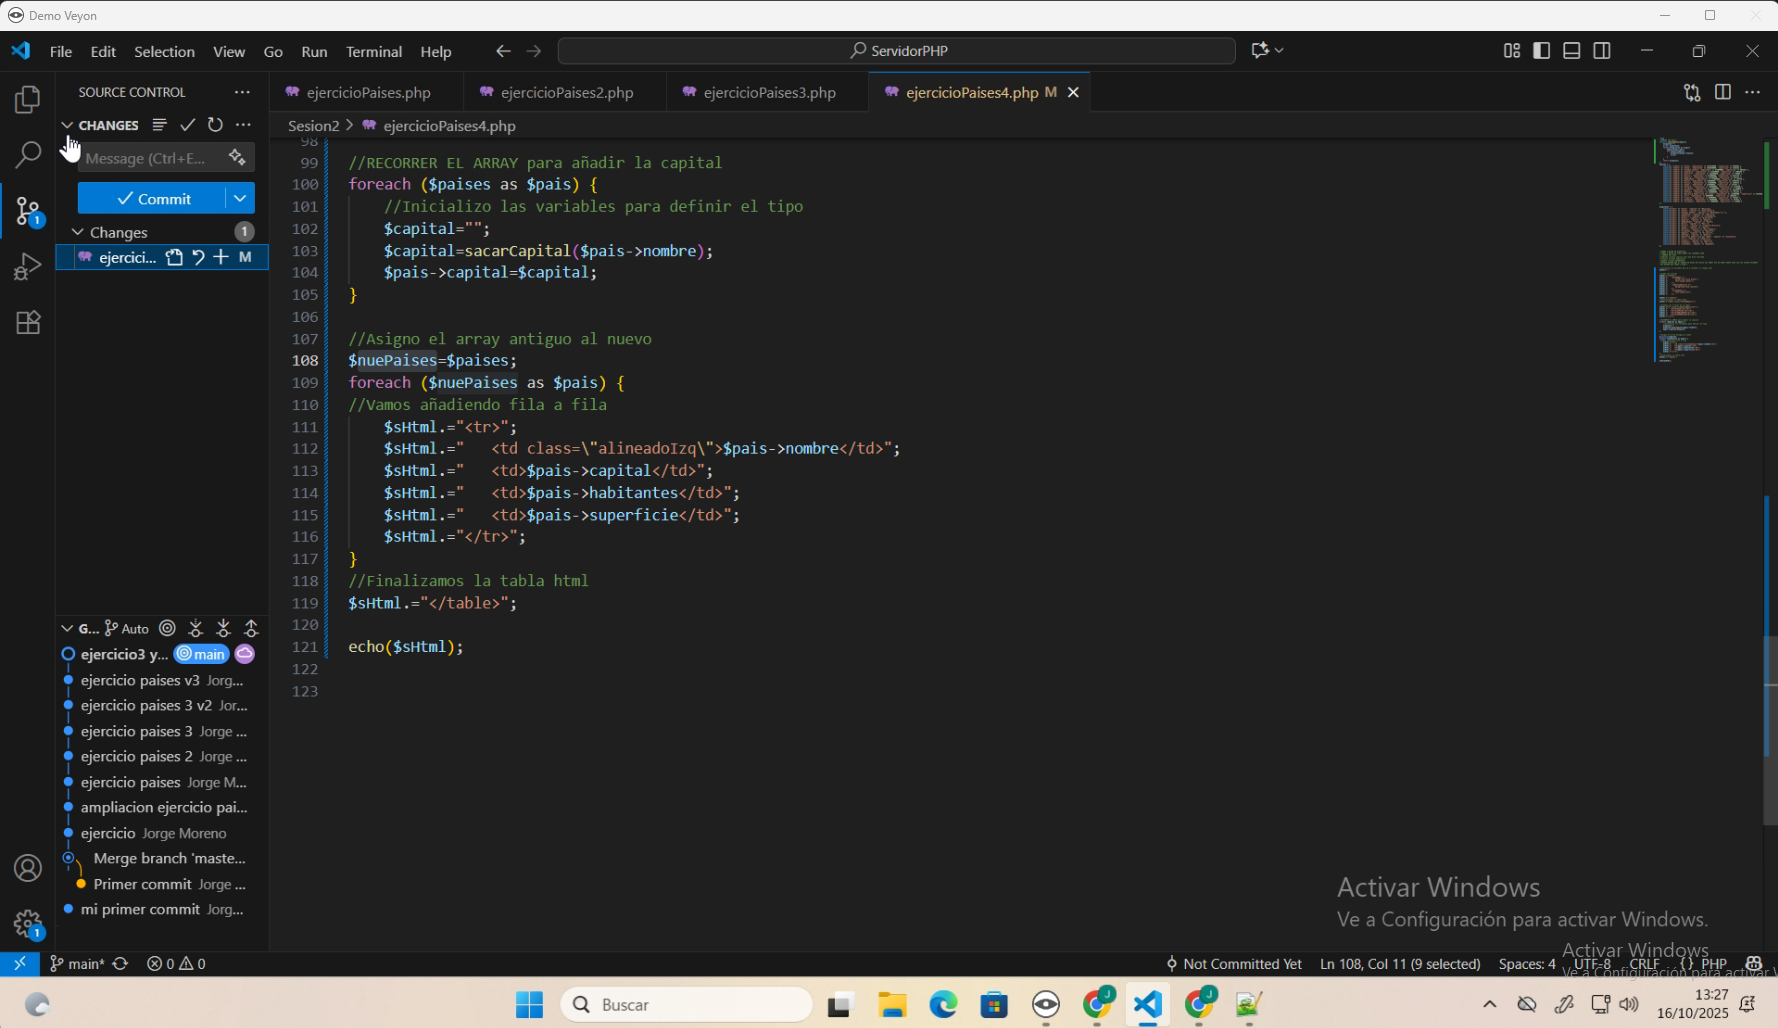 Demo Veyon
File Edit Selection View Go Run Terminal Help
ServidorPHP
SOURCE CONTROL
ejercicioPaises.php
ejercicioPaises2.php
ejercicioPaises3.php
ejercicioPaises4.php M
CHANGES
Sesion2 > ejercicioPaises4.php
Message (Ctrl+E...
Commit
Changes 1
ejercici... M
1
98
99 //RECORRER EL ARRAY para añadir la capital
100 foreach ($paises as $pais) {
101 //Inicializo las variables para definir el tipo
102 $capital="";
103 $capital=sacarCapital($pais->nombre);
104 $pais->capital=$capital;
105 }
106
107 //Asigno el array antiguo al nuevo
108 $nuePaises=$paises;
109 foreach ($nuePaises as $pais) {
110 //Vamos añadiendo fila a fila
111 $sHtml.="<tr>";
112 $sHtml.=" <td class=\"alineadoIzq\">$pais->nombre</td>";
113 $sHtml.=" <td>$pais->capital</td>";
114 $sHtml.=" <td>$pais->habitantes</td>";
115 $sHtml.=" <td>$pais->superficie</td>";
116 $sHtml.="</tr>";
117 }
118 //Finalizamos la tabla html
119 $sHtml.="</table>";
120
121 echo($sHtml);
122
123
G... Auto
ejercicio3 y... main
ejercicio paises v3 Jorg...
ejercicio paises 3 v2 Jor...
ejercicio paises 3 Jorge ...
ejercicio paises 2 Jorge ...
ejercicio paises Jorge M...
ampliacion ejercicio pai...
ejercicio Jorge Moreno
Merge branch 'maste...
Primer commit Jorge ...
mi primer commit Jorg...
1
Activar Windows
Ve a Configuración para activar Windows.
Activar Windows
Ve a Configuración para activar W
main* 0 0
Not Committed Yet Ln 108, Col 11 (9 selected) Spaces: 4 UTF-8 CRLF {} PHP
Buscar
13:27
16/10/2025